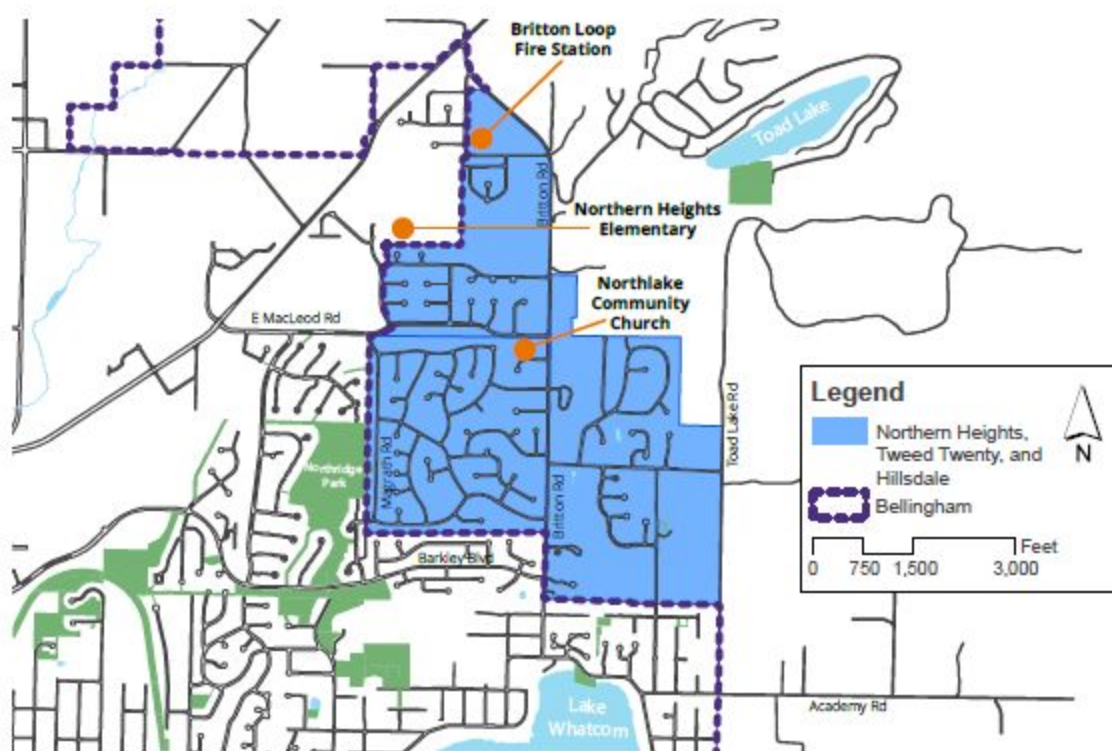 Britton Loop
Fire Station
Toad Lake
Britton Rd
Northern Heights
Elementary
Northlake
Community
Church
E MacLeod Rd
Toad Lake Rd
Legend
Northern Heights,
Tweed Twenty, and
Hillsdale
Bellingham
N
Feet
0 750 1,500 3,000
Northridge
Park
Mcgrath Rd
Britton Rd
Barkley Blvd
Academy Rd
Lake
Whatcom